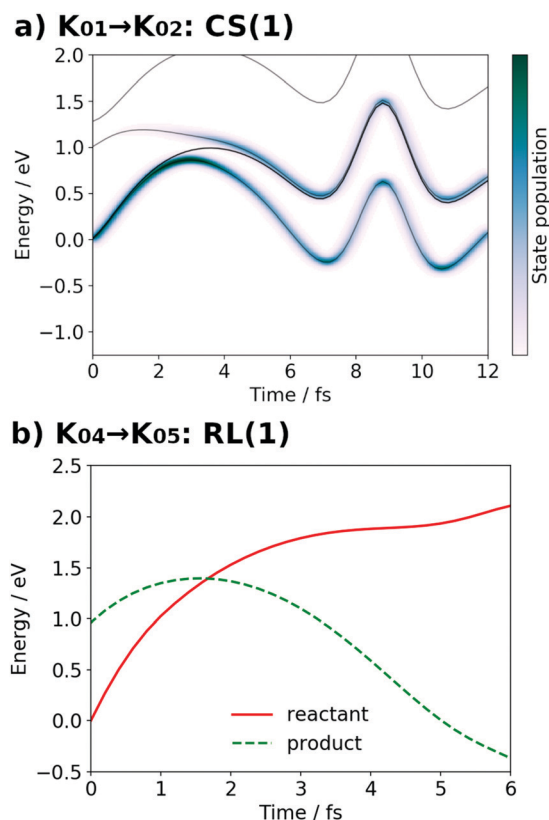 a) K₀₁→K₀₂: CS(1)
2.0
1.5
1.0
0.5
0.0
−0.5
−1.0
Energy / eV
0 2 4 6 8 10 12
Time / fs
State population
b) K₀₄→K₀₅: RL(1)
2.5
2.0
1.5
1.0
0.5
0.0
−0.5
Energy / eV
reactant
product
0 1 2 3 4 5 6
Time / fs